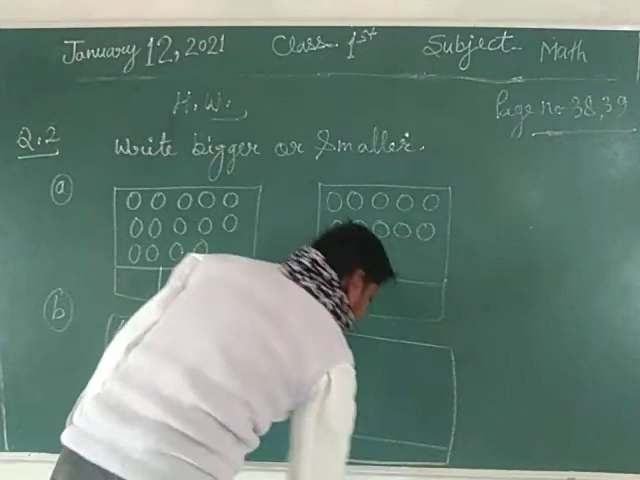 January 12, 2021 Class- 1st Subject- Math
H.W. Page no-38,39
Q.2 Write bigger or Smaller.
a
b